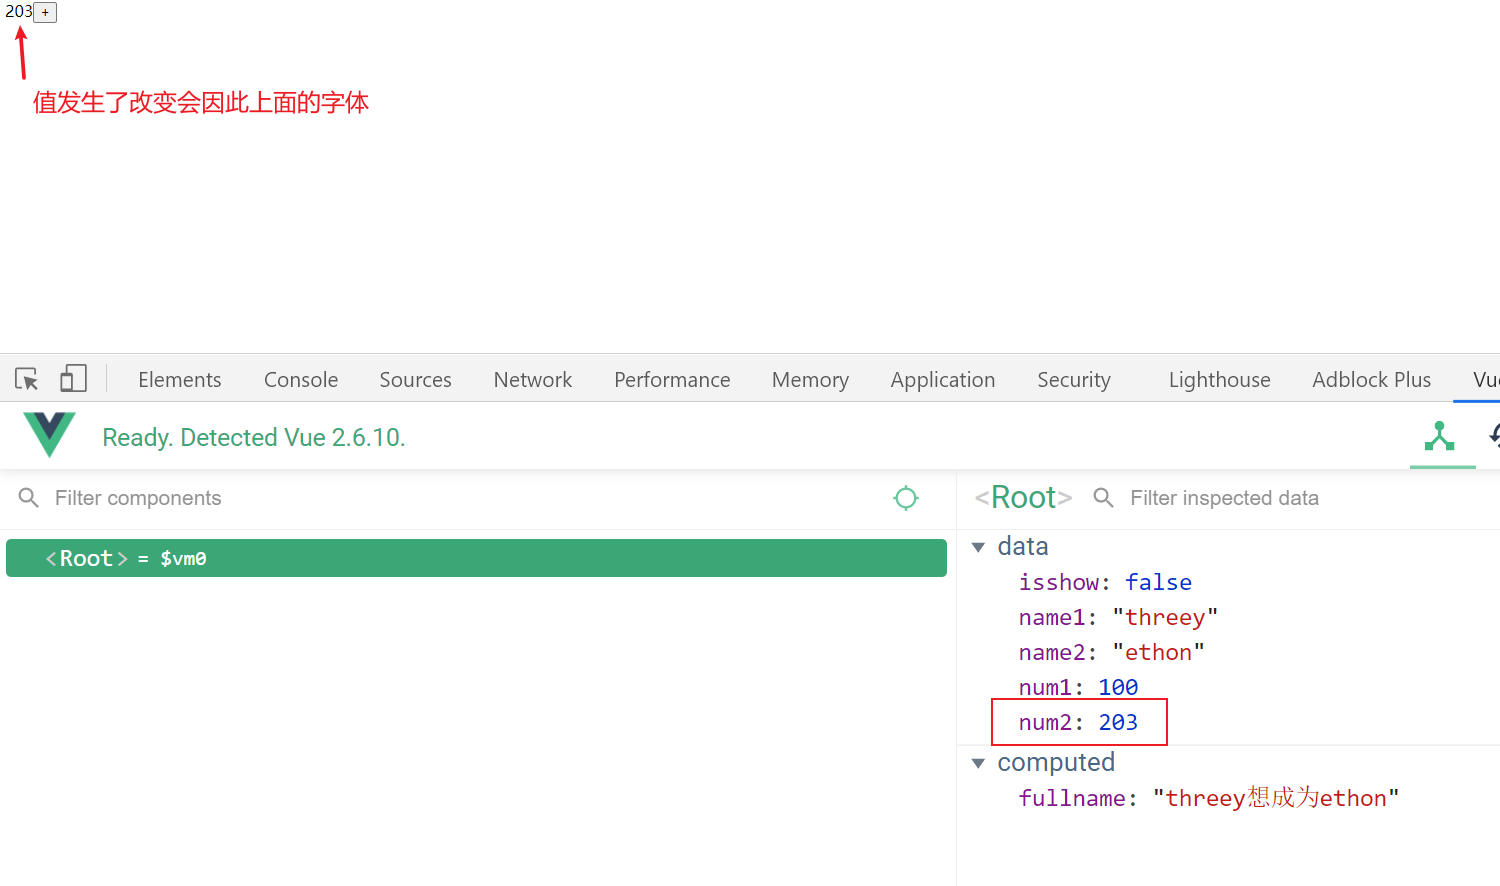 203 +
值发生了改变会因此上面的字体
Elements Console Sources Network Performance Memory Application Security Lighthouse Adblock Plus Vue
Ready. Detected Vue 2.6.10.
Filter components
<Root> Filter inspected data
<Root> = $vm0
data
isshow: false
name1: "threey"
name2: "ethon"
num1: 100
num2: 203
computed
fullname: "threey想成为ethon"